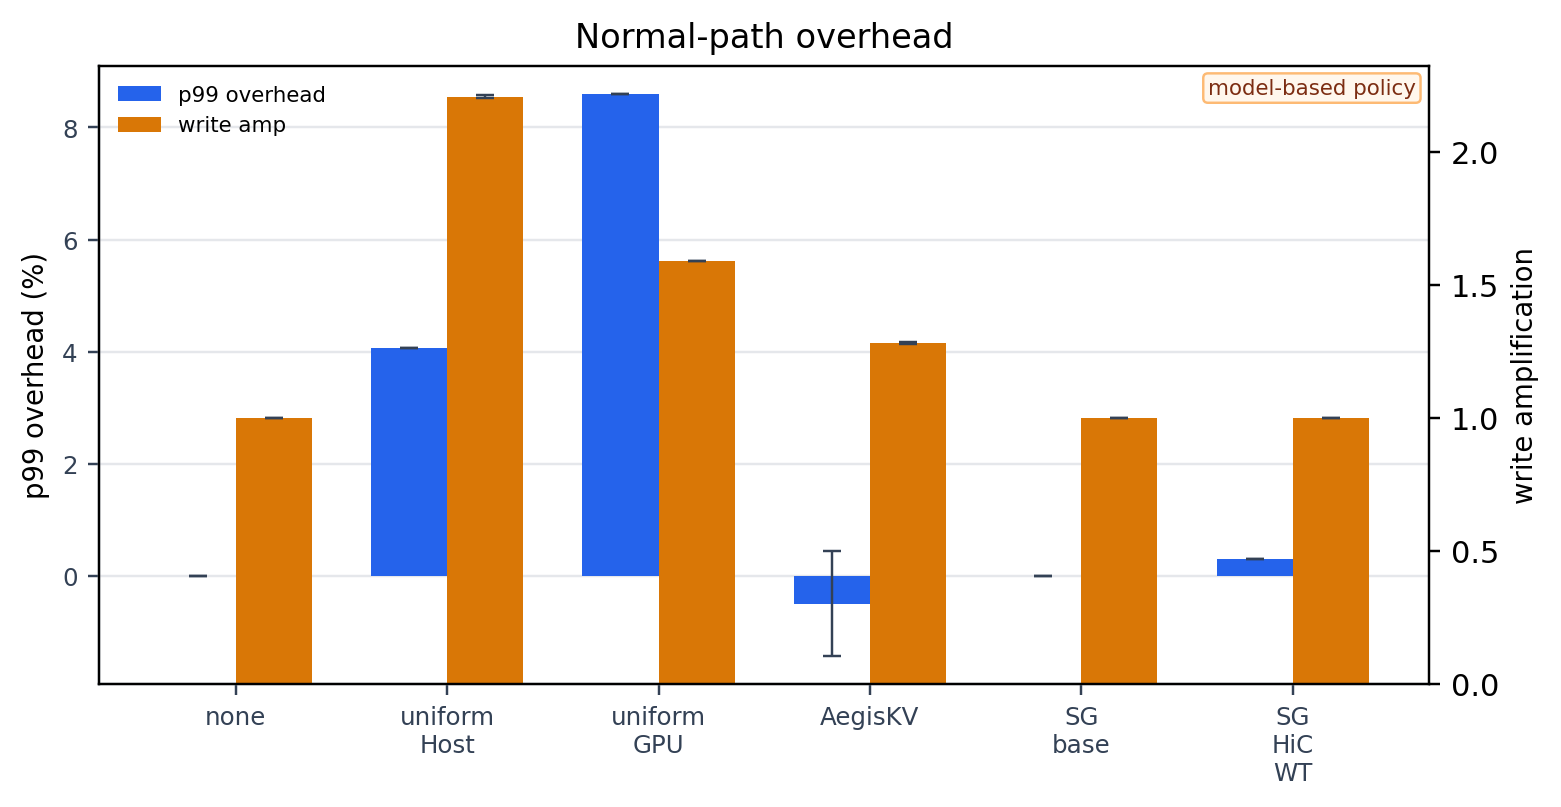 Normal-path overhead
p99 overhead
write amp
model-based policy
8
6
4
2
0
p99 overhead (%)
2.0
1.5
1.0
0.5
0.0
write amplification
none
uniform
Host
uniform
GPU
AegisKV
SG
base
SG
HiC
WT